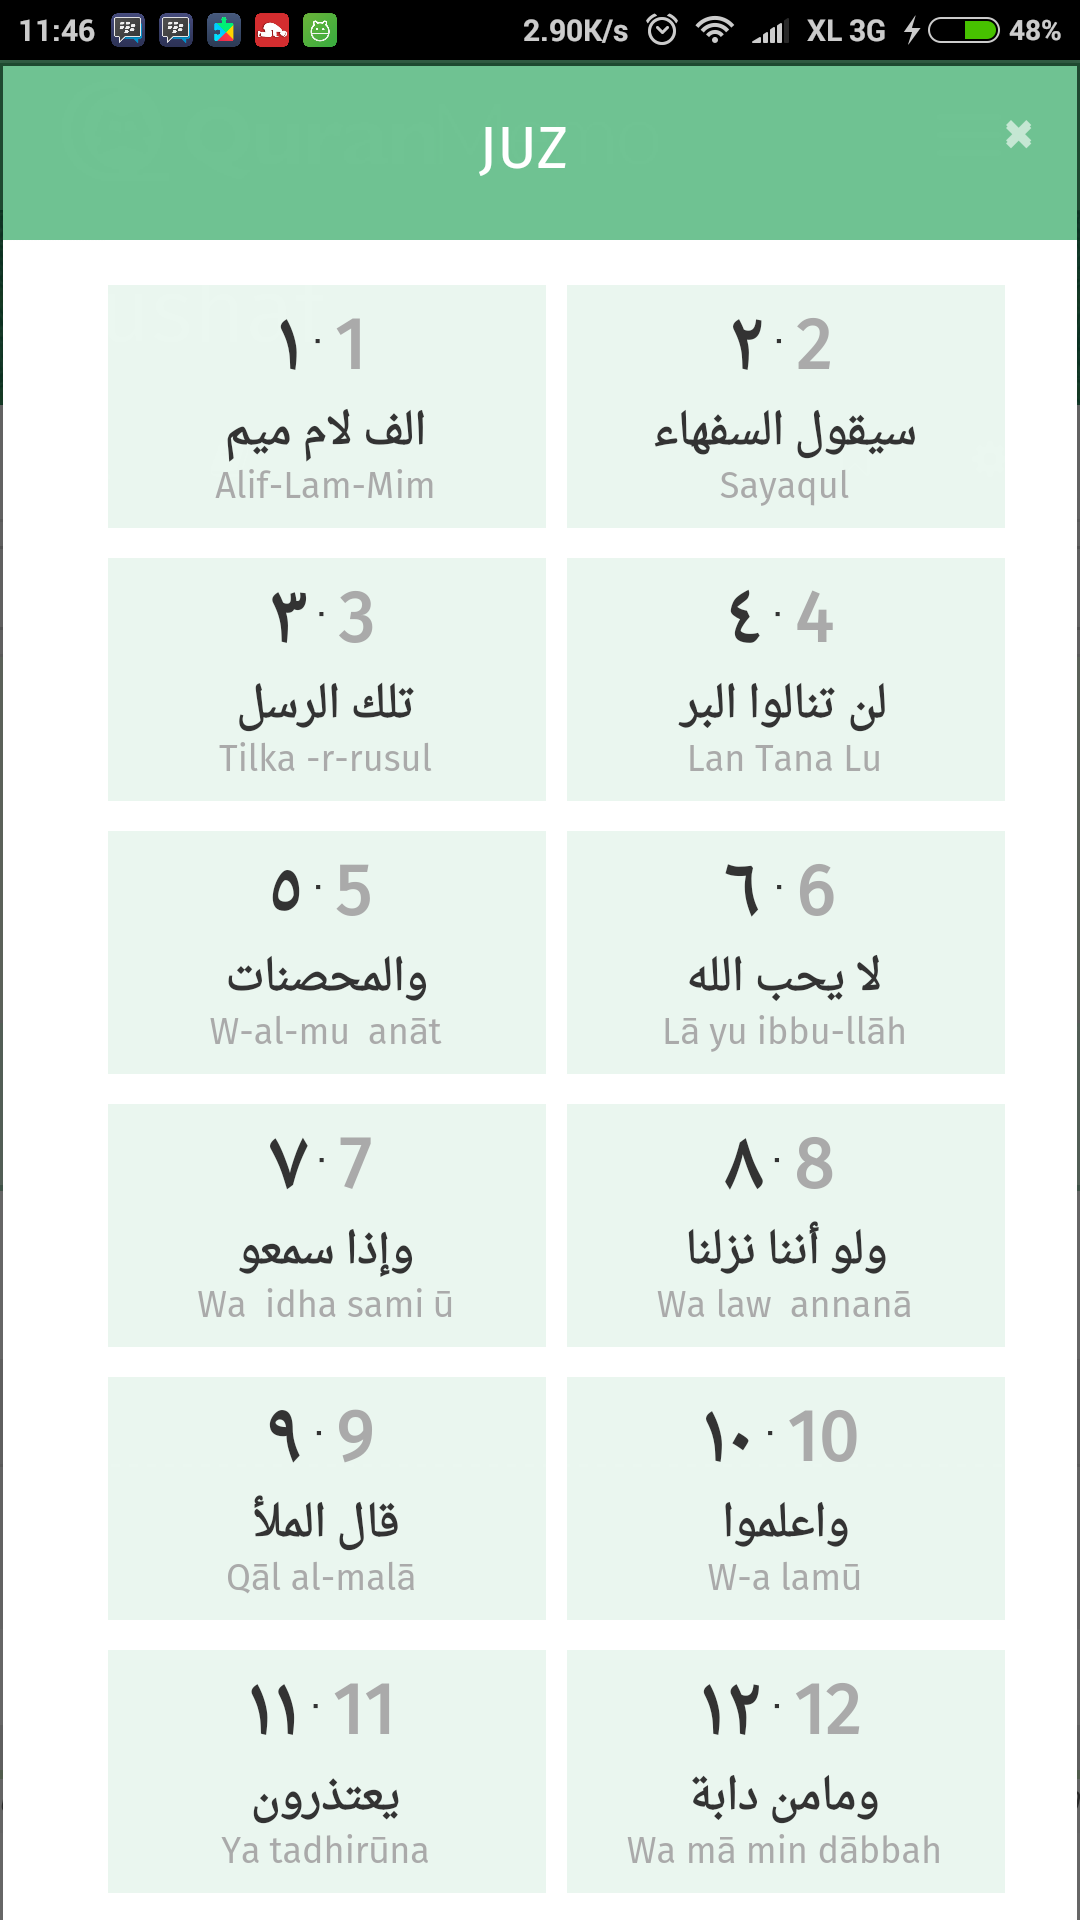 11:46 2.90K/s XL 3G 48%
JUZ
١ · 1
الف لام ميم
Alif-Lam-Mim
٢ · 2
سيقول السفهاء
Sayaqul
٣ · 3
تلك الرسل
Tilka -r-rusul
٤ · 4
لن تنالوا البر
Lan Tana Lu
٥ · 5
والمحصنات
W-al-mu  anāt
٦ · 6
لا يحب الله
Lā yu ibbu-llāh
٧ · 7
وإذا سمعو
Wa  idha sami ū
٨ · 8
ولو أننا نزلنا
Wa law  annanā
٩ · 9
قال الملأ
Qāl al-malā
١٠ · 10
واعلموا
W-a lamū
١١ · 11
يعتذرون
Ya tadhirūna
١٢ · 12
ومامن دابة
Wa mā min dābbah